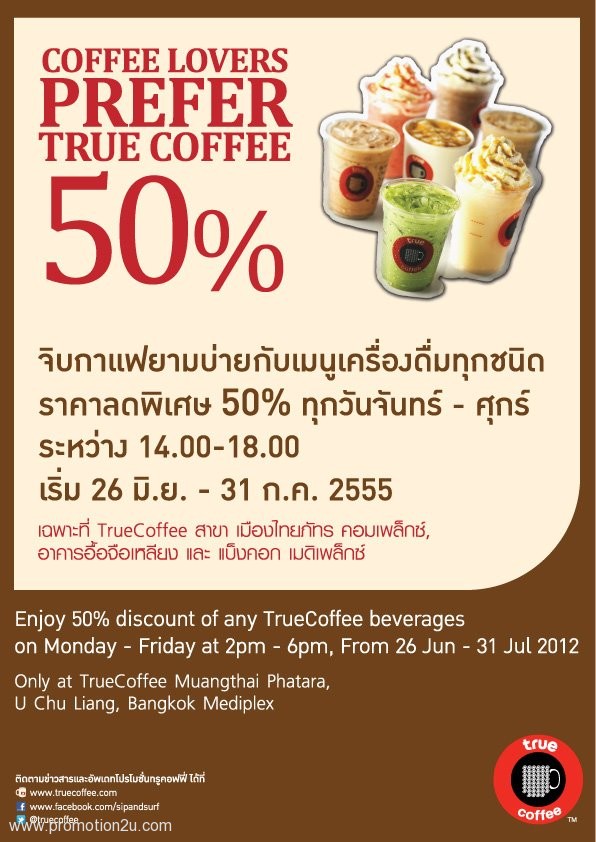 COFFEE LOVERS
PREFER
TRUE COFFEE
50%
true
coffee
จิบกาแฟยามบ่ายกับเมนูเครื่องดื่มทุกชนิด
ราคาลดพิเศษ 50% ทุกวันจันทร์ - ศุกร์
ระหว่าง 14.00-18.00
เริ่ม 26 มิ.ย. - 31 ก.ค. 2555
เฉพาะที่ TrueCoffee สาขา เมืองไทยภัทร คอมเพล็กซ์,
อาคารอื้อจือเหลียง และ แบ็งคอก เมดิเพล็กซ์
Enjoy 50% discount of any TrueCoffee beverages
on Monday - Friday at 2pm - 6pm, From 26 Jun - 31 Jul 2012
Only at TrueCoffee Muangthai Phatara,
U Chu Liang, Bangkok Mediplex
ติดตามข่าวสารและอัพเดทโปรโมชั่นทรูคอฟฟี่ ได้ที่
www.truecoffee.com
www.facebook.com/sipandsurf
@truecoffee
www.promotion2u.com
true
coffee
TM